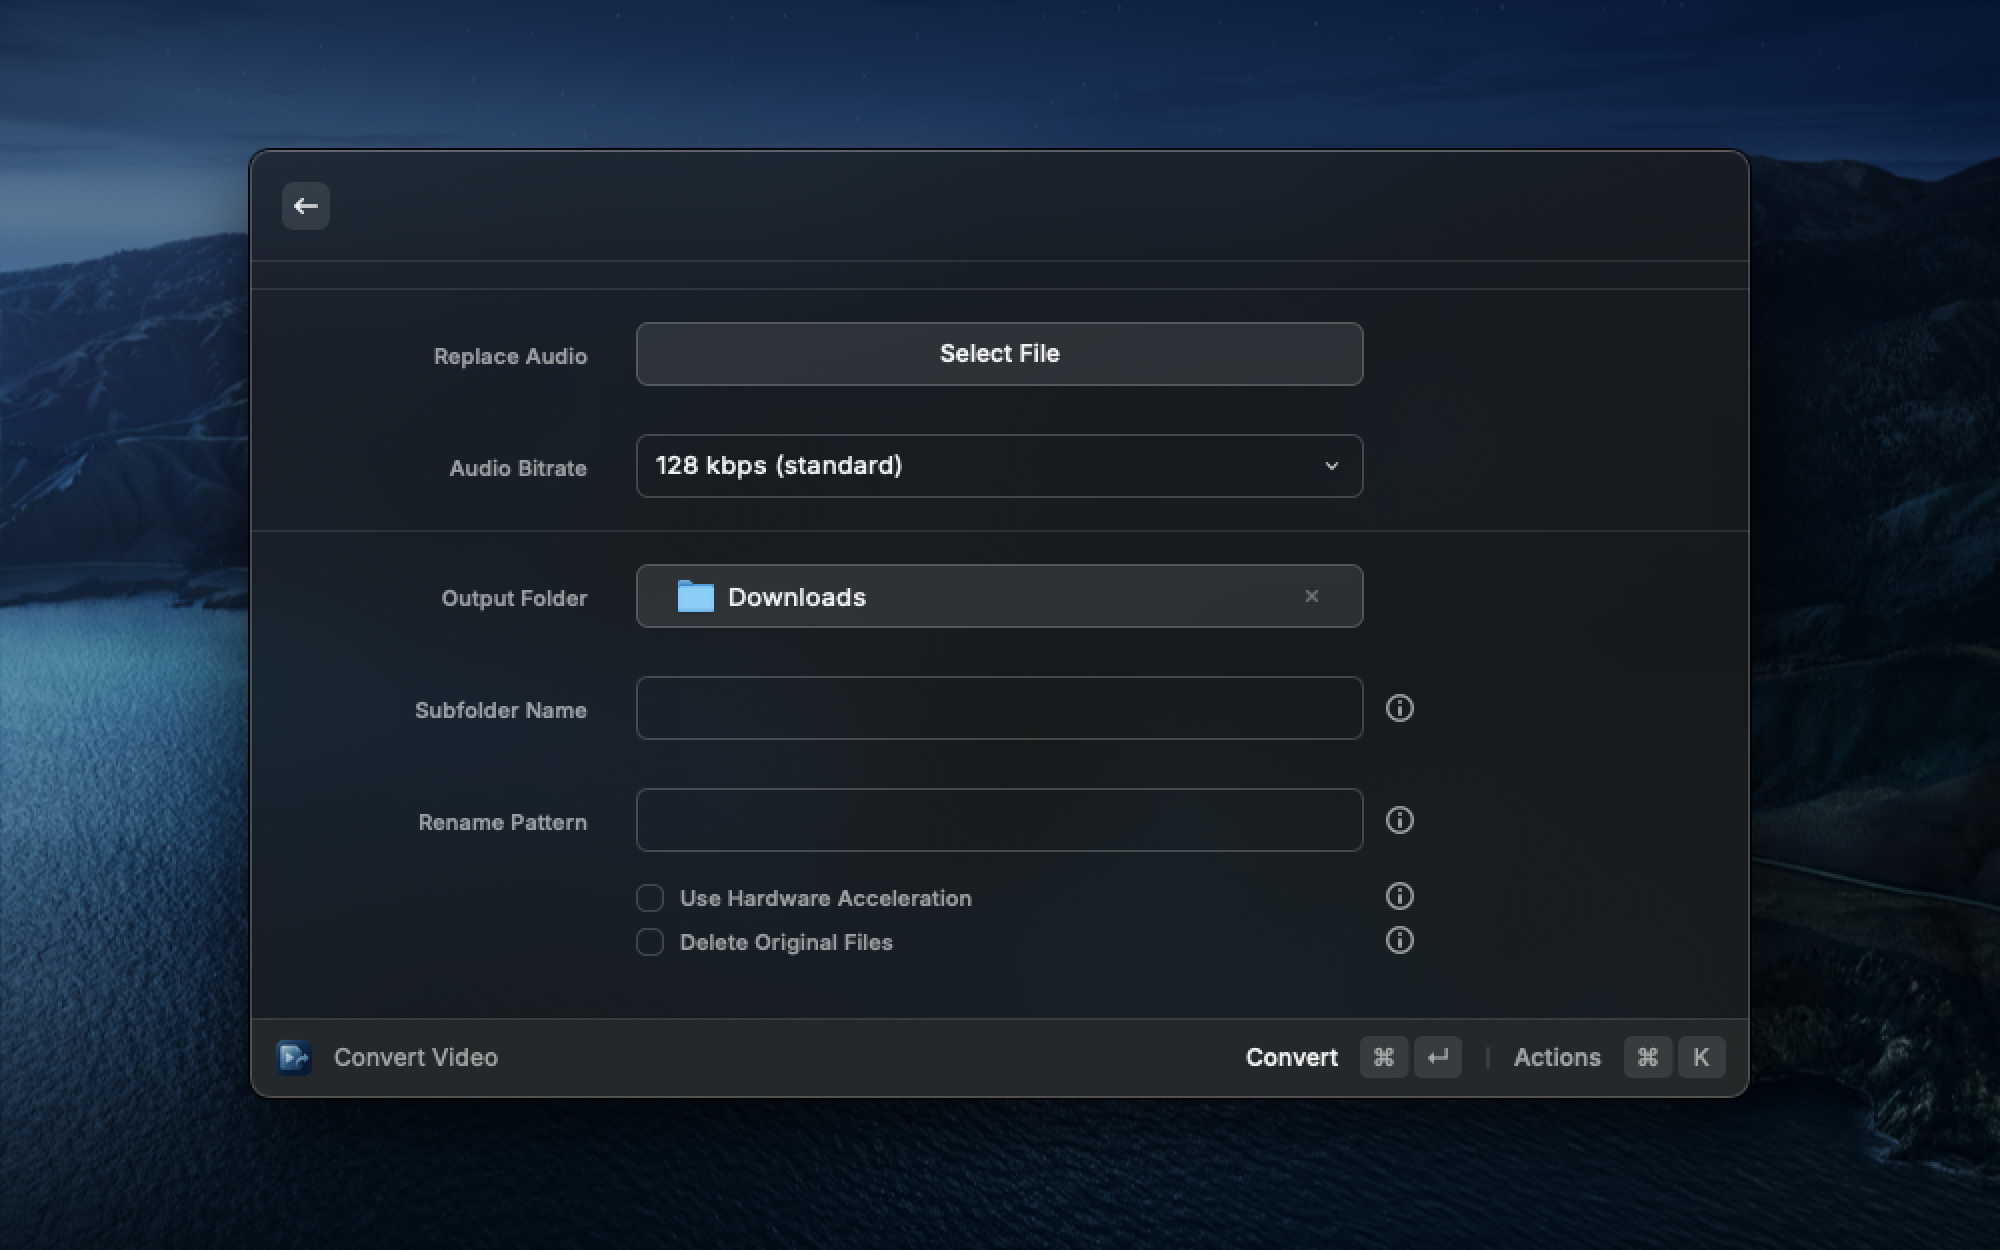 Replace Audio
Select File
Audio Bitrate
128 kbps (standard)
Output Folder
Downloads
Subfolder Name
Rename Pattern
Use Hardware Acceleration
Delete Original Files
Convert Video
Convert ⌘ ↵ | Actions ⌘ K